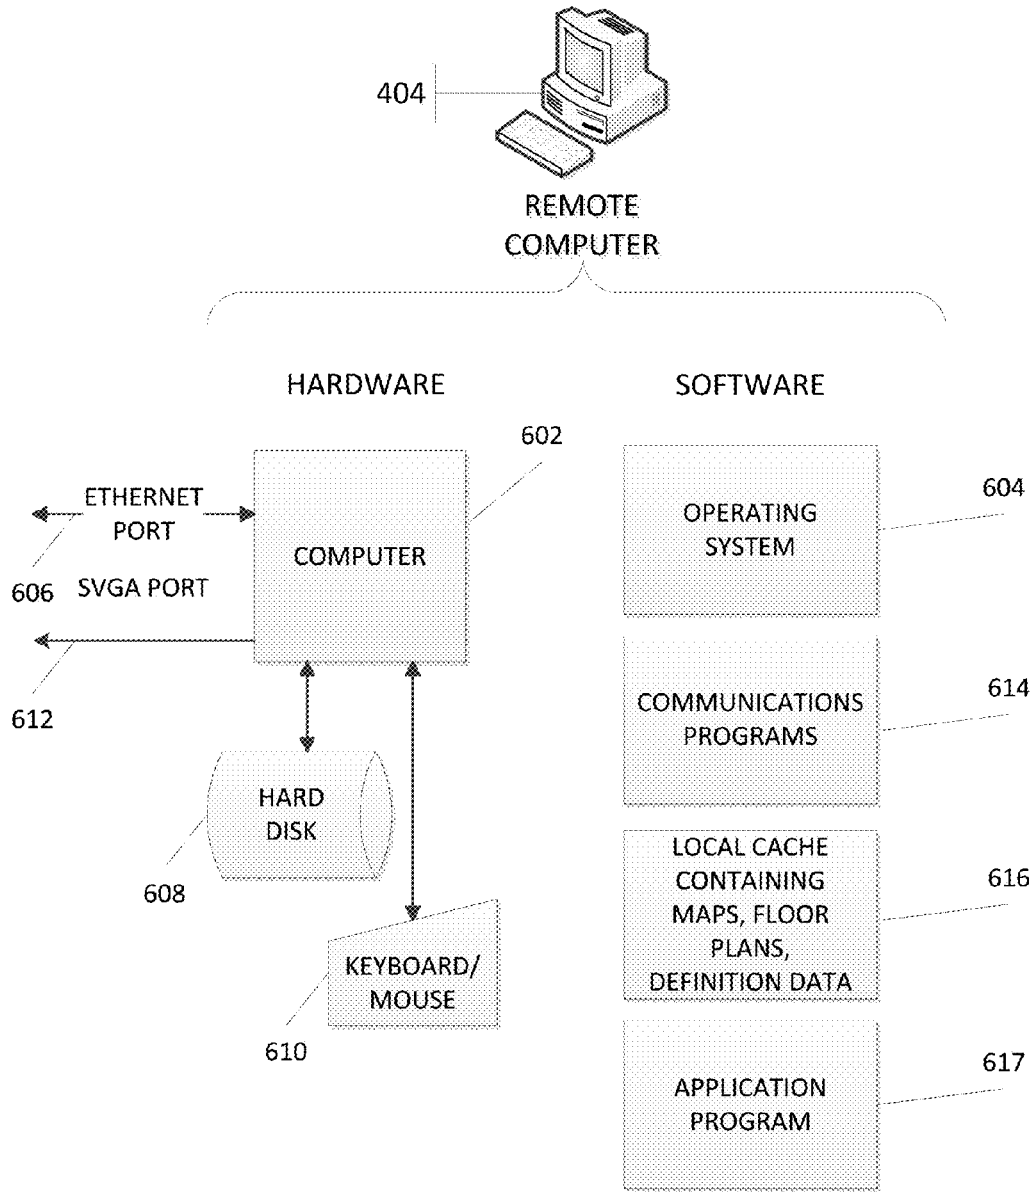 404
REMOTE
COMPUTER
HARDWARE
SOFTWARE
602
ETHERNET
PORT
606
SVGA PORT
612
COMPUTER
HARD
DISK
608
KEYBOARD/
MOUSE
610
OPERATING
SYSTEM
604
COMMUNICATIONS
PROGRAMS
614
LOCAL CACHE
CONTAINING
MAPS, FLOOR
PLANS,
DEFINITION DATA
616
APPLICATION
PROGRAM
617